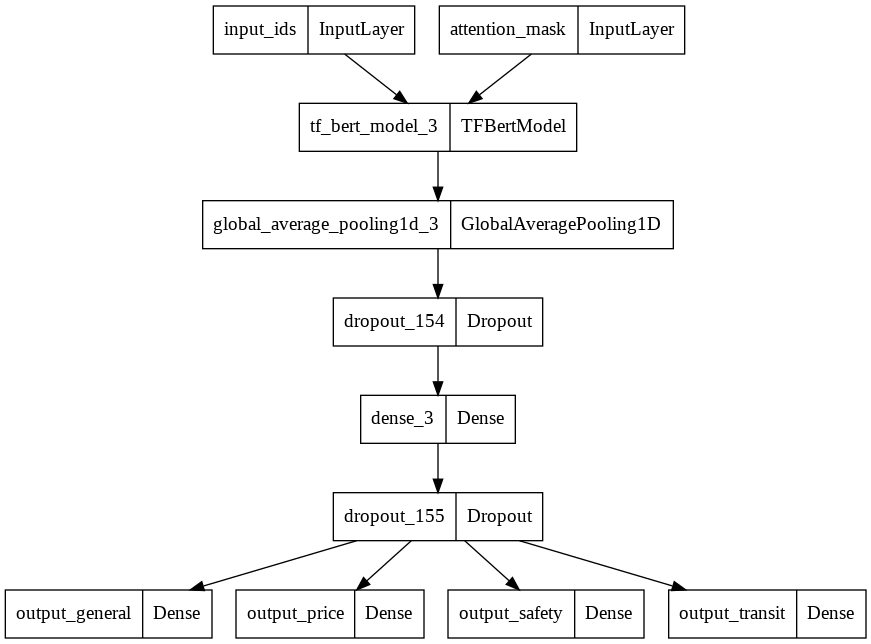 input_ids InputLayer attention_mask InputLayer
tf_bert_model_3 TFBertModel
global_average_pooling1d_3 GlobalAveragePooling1D
dropout_154 Dropout
dense_3 Dense
dropout_155 Dropout
output_general Dense output_price Dense output_safety Dense output_transit Dense